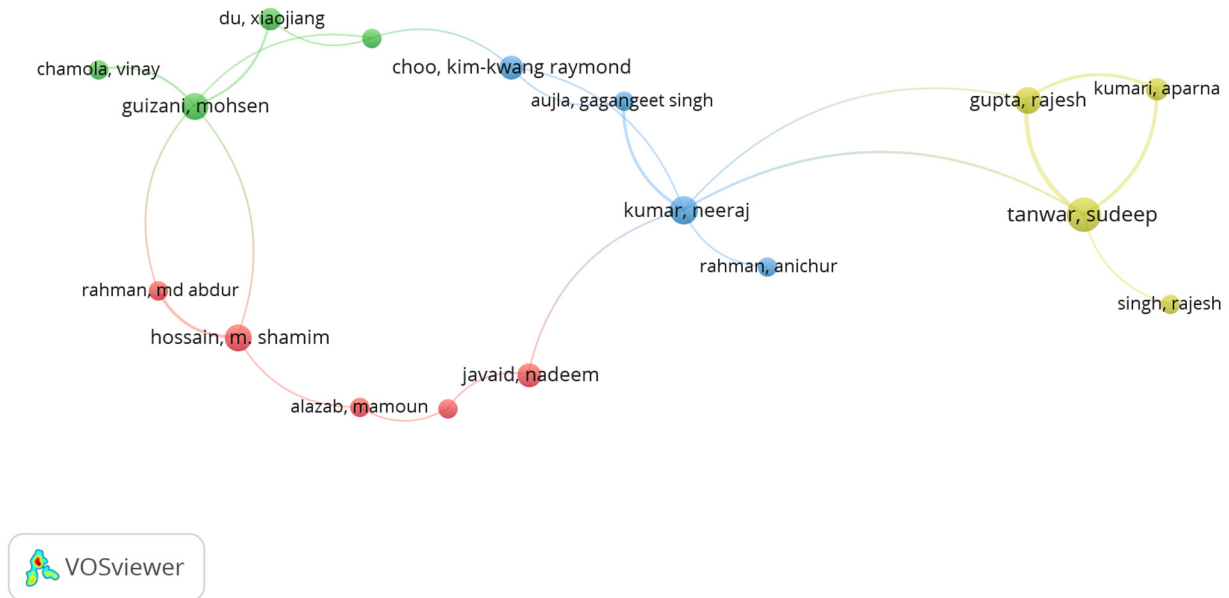 du, xiaojiang
chamola, vinay
guizani, mohsen
choo, kim-kwang raymond
aujla, gagangeet singh
gupta, rajesh
kumari, aparna
kumar, neeraj
tanwar, sudeep
rahman, anichur
rahman, md abdur
singh, rajesh
hossain, m. shamim
javaid, nadeem
alazab, mamoun
VOSviewer